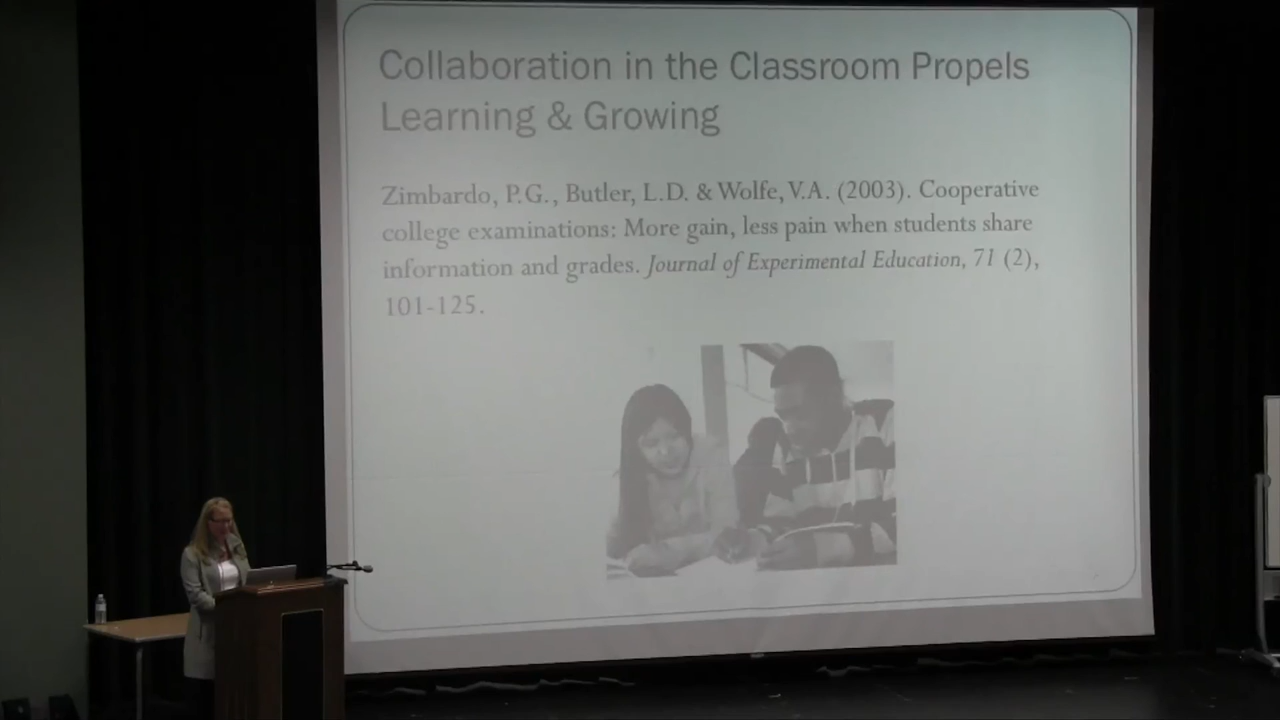 Collaboration in the Classroom Propels
Learning & Growing
Zimbardo, P.G., Butler, L.D. & Wolfe, V.A. (2003). Cooperative
college examinations: More gain, less pain when students share
information and grades. Journal of Experimental Education, 71 (2),
101-125.